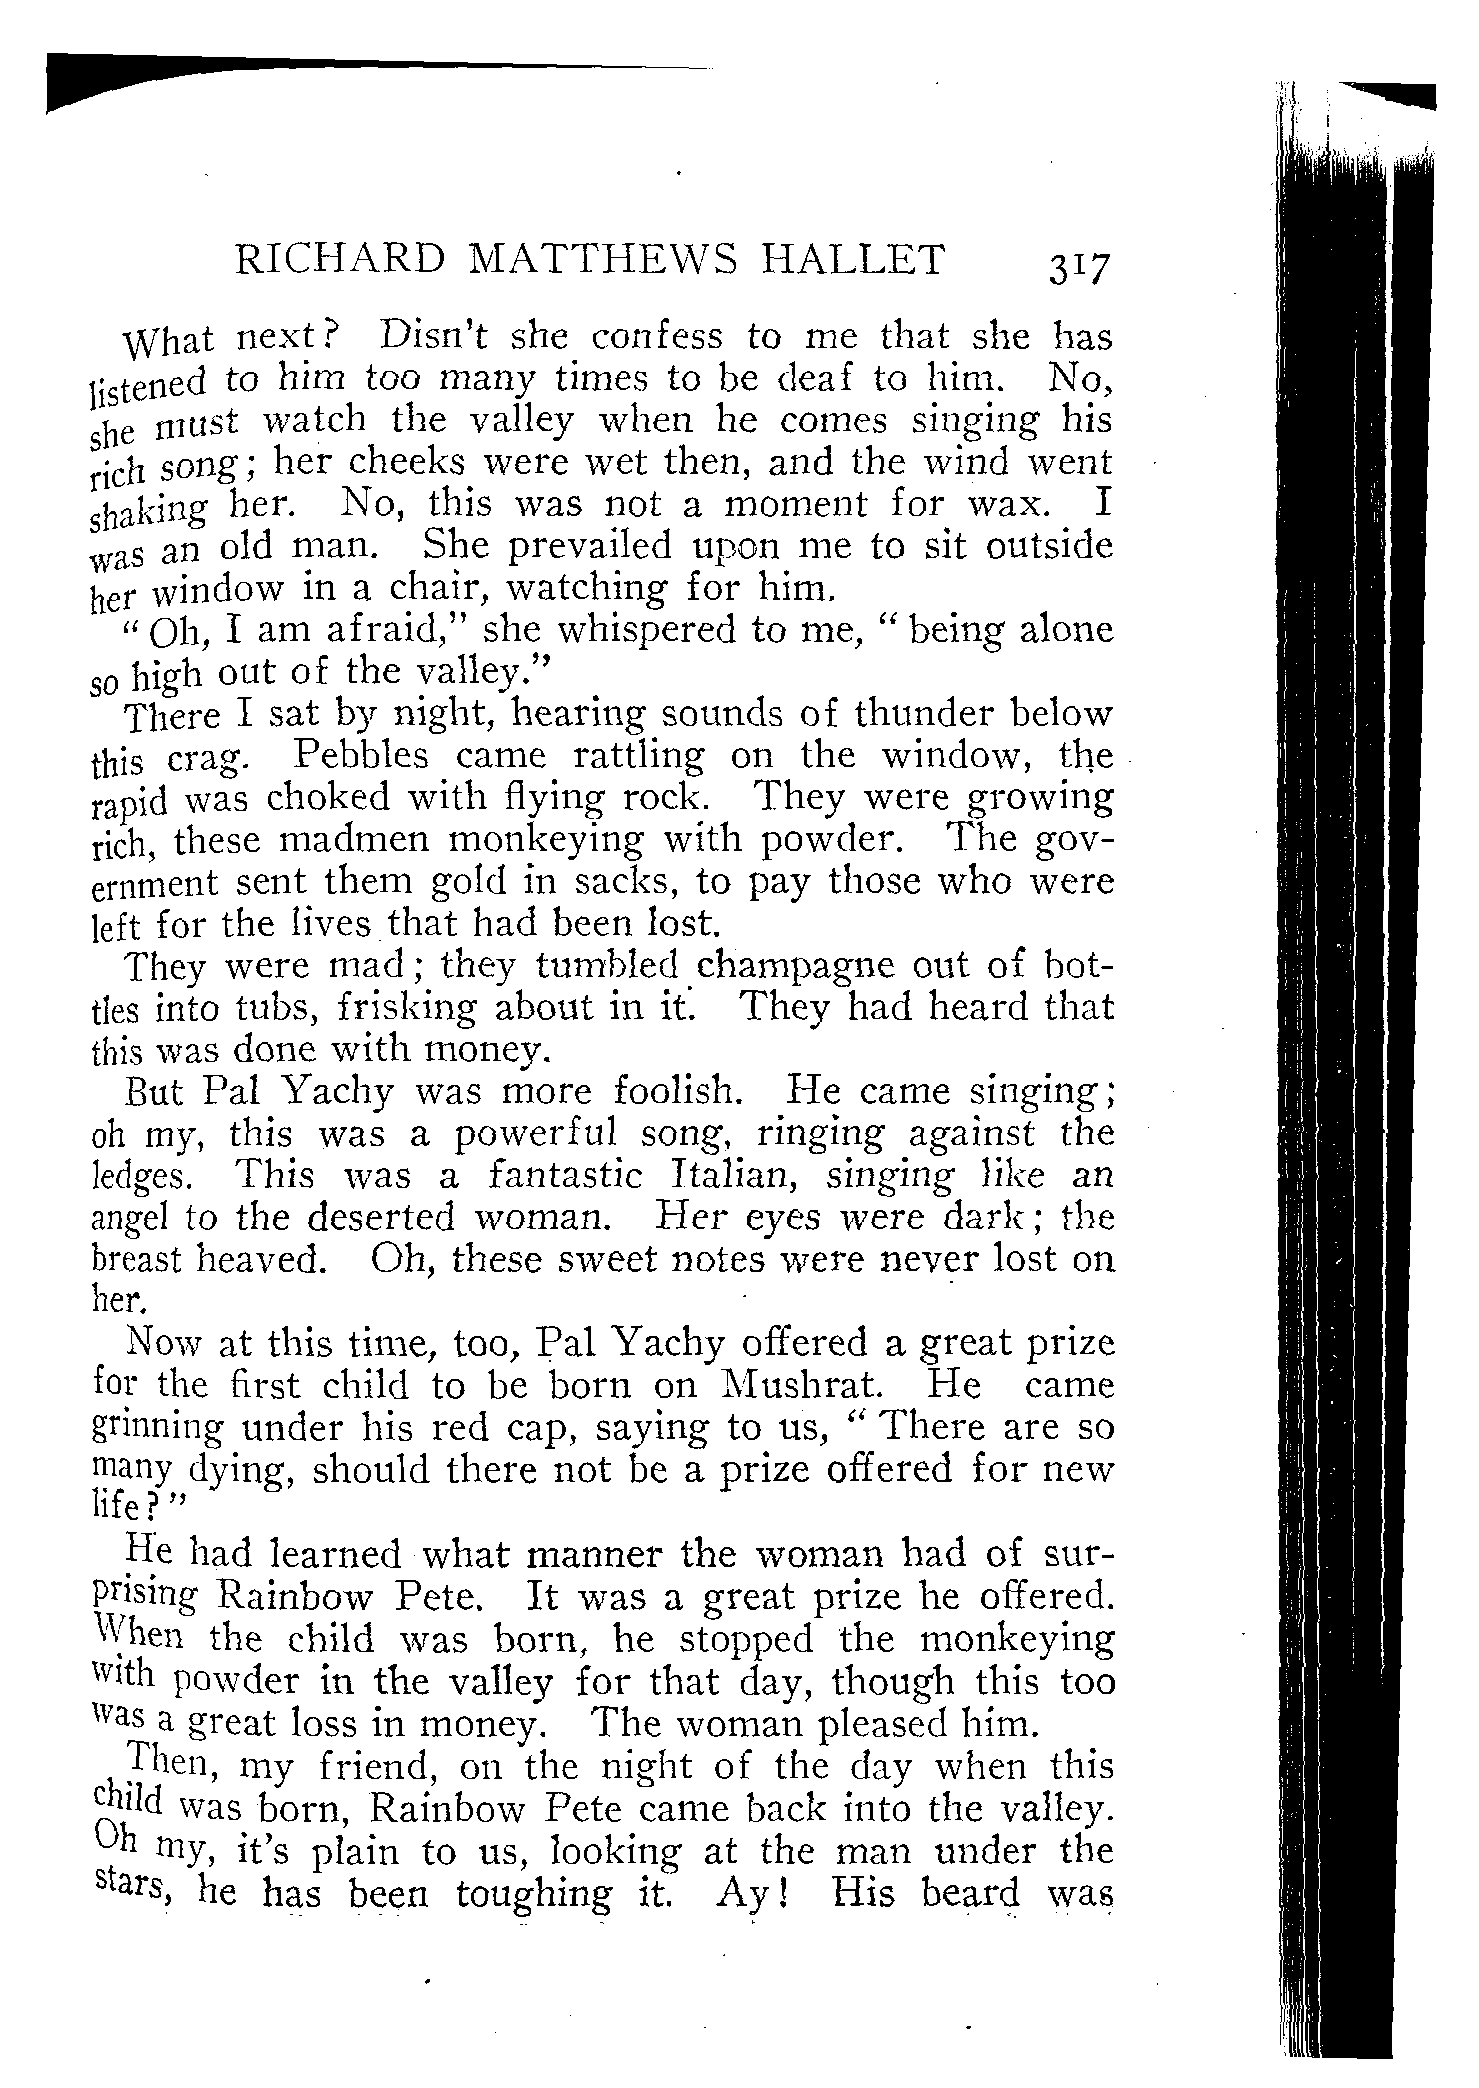 RICHARD MATTHEWS HALLET 317
What next? Disn't she confess to me that she has
listened to him too many times to be deaf to him. No,
she must watch the valley when he comes singing his
rich song; her cheeks were wet then, and the wind went
shaking her. No, this was not a moment for wax. I
was an old man. She prevailed upon me to sit outside
her window in a chair, watching for him.
"Oh, I am afraid," she whispered to me, "being alone
so high out of the valley."
There I sat by night, hearing sounds of thunder below
this crag. Pebbles came rattling on the window, the
rapid was choked with flying rock. They were growing
rich, these madmen monkeying with powder. The gov-
ernment sent them gold in sacks, to pay those who were
left for the lives that had been lost.
They were mad; they tumbled champagne out of bot-
tles into tubs, frisking about in it. They had heard that
this was done with money.
But Pal Yachy was more foolish. He came singing;
oh my, this was a powerful song, ringing against the
ledges. This was a fantastic Italian, singing like an
angel to the deserted woman. Her eyes were dark; the
breast heaved. Oh, these sweet notes were never lost on
her.
Now at this time, too, Pal Yachy offered a great prize
for the first child to be born on Mushrat. He came
grinning under his red cap, saying to us, "There are so
many dying, should there not be a prize offered for new
life?"
He had learned what manner the woman had of sur-
prising Rainbow Pete. It was a great prize he offered.
When the child was born, he stopped the monkeying
with powder in the valley for that day, though this too
was a great loss in money. The woman pleased him.
Then, my friend, on the night of the day when this
child was born, Rainbow Pete came back into the valley.
Oh my, it's plain to us, looking at the man under the
stars, he has been toughing it. Ay! His beard was